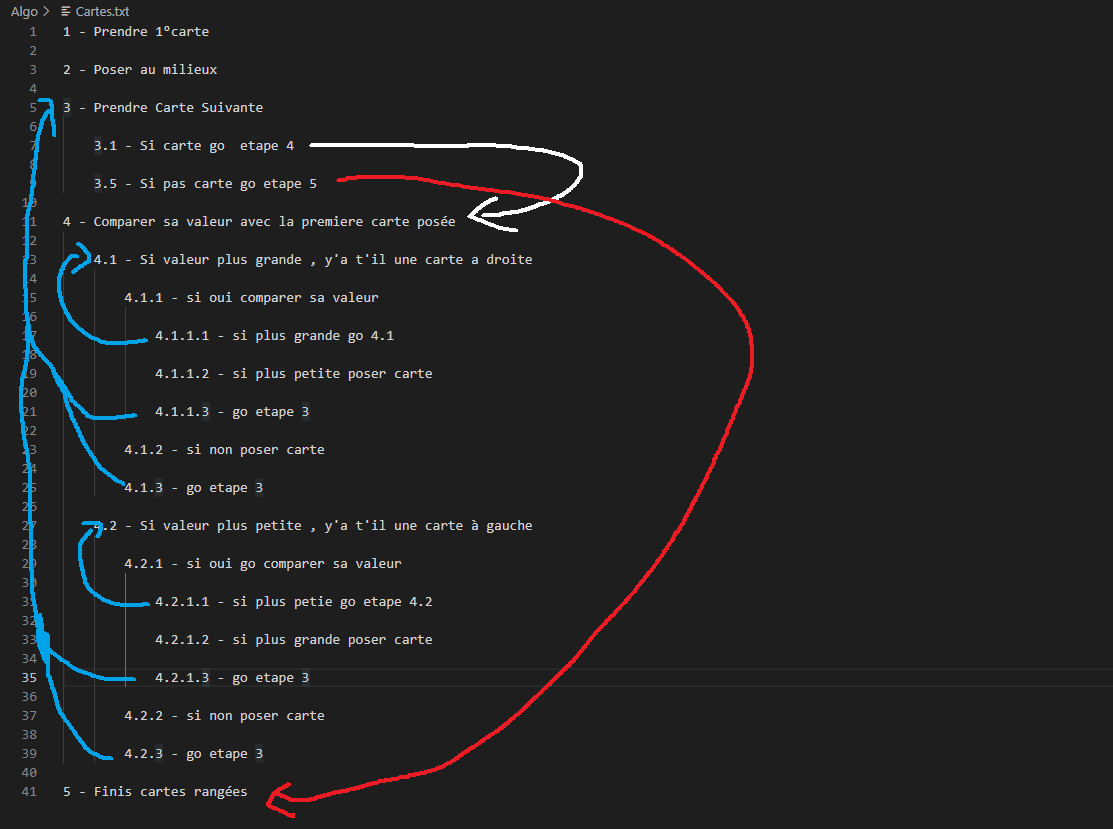 Algo > Cartes.txt
1 1 - Prendre 1ºcarte
2
3 2 - Poser au milieux
4
5 3 - Prendre Carte Suivante
6
7 3.1 - Si carte go  etape 4
8
9 3.5 - Si pas carte go etape 5
10
11 4 - Comparer sa valeur avec la premiere carte posée
12
13 4.1 - Si valeur plus grande , y'a t'il une carte a droite
14
15 4.1.1 - si oui comparer sa valeur
16
17 4.1.1.1 - si plus grande go 4.1
18
19 4.1.1.2 - si plus petite poser carte
20
21 4.1.1.3 - go etape 3
22
23 4.1.2 - si non poser carte
24
25 4.1.3 - go etape 3
26
27 4.2 - Si valeur plus petite , y'a t'il une carte à gauche
28
29 4.2.1 - si oui go comparer sa valeur
30
31 4.2.1.1 - si plus petie go etape 4.2
32
33 4.2.1.2 - si plus grande poser carte
34
35 4.2.1.3 - go etape 3
36
37 4.2.2 - si non poser carte
38
39 4.2.3 - go etape 3
40
41 5 - Finis cartes rangées